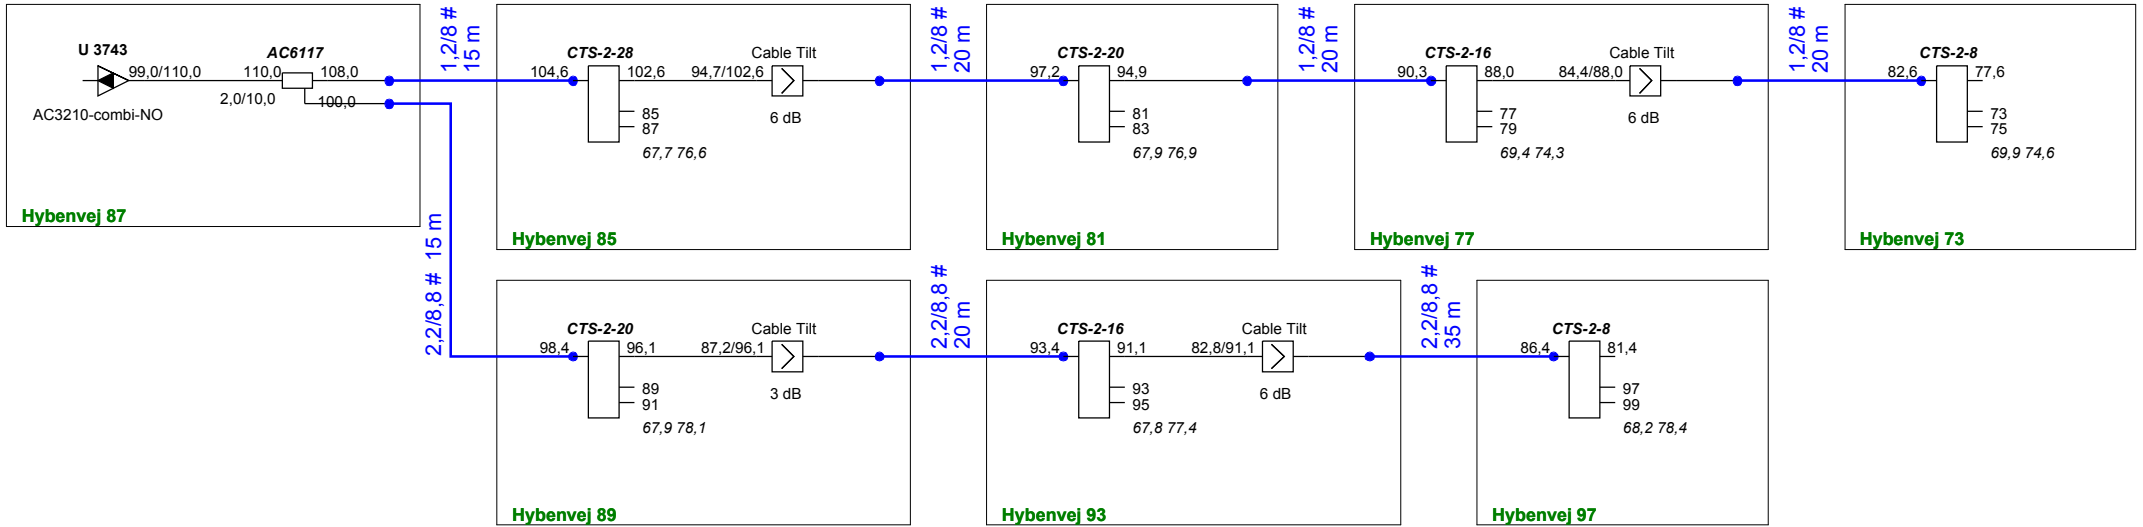 U 3743
99,0/110,0
AC3210-combi-NO
AC6117
110,0
108,0
2,0/10,0
100,0
Hybenvej 87
1,2/8 #
15 m
CTS-2-28
104,6
102,6
85
87
67,7 76,6
Cable Tilt
94,7/102,6
6 dB
Hybenvej 85
1,2/8 #
20 m
CTS-2-20
97,2
94,9
81
83
67,9 76,9
Hybenvej 81
1,2/8 #
20 m
CTS-2-16
90,3
88,0
77
79
69,4 74,3
Cable Tilt
84,4/88,0
6 dB
Hybenvej 77
1,2/8 #
20 m
CTS-2-8
82,6
77,6
73
75
69,9 74,6
Hybenvej 73
2,2/8,8 # 15 m
CTS-2-20
98,4
96,1
89
91
67,9 78,1
Cable Tilt
87,2/96,1
3 dB
Hybenvej 89
2,2/8,8 #
20 m
CTS-2-16
93,4
91,1
93
95
67,8 77,4
Cable Tilt
82,8/91,1
6 dB
Hybenvej 93
2,2/8,8 #
35 m
CTS-2-8
86,4
81,4
97
99
68,2 78,4
Hybenvej 97